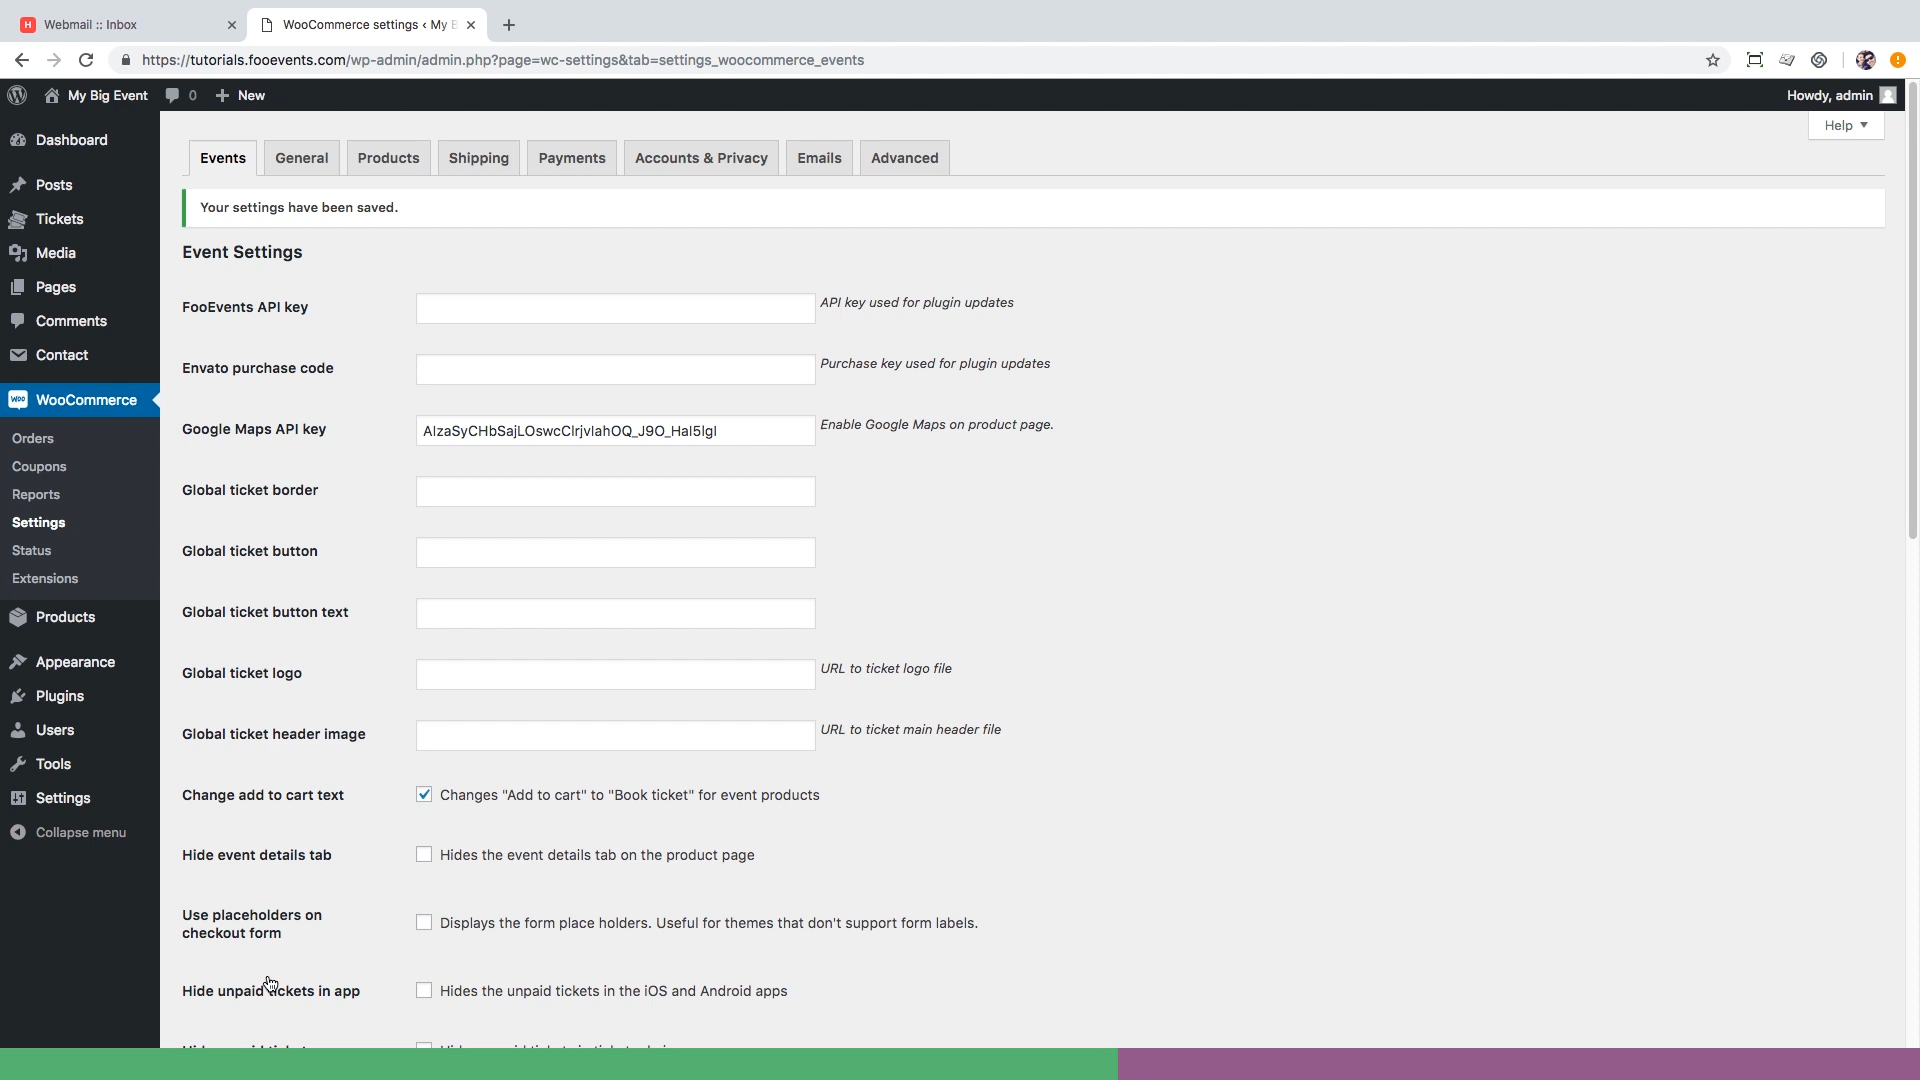 Webmail :: Inbox
WooCommerce settings ‹ My B
https://tutorials.fooevents.com/wp-admin/admin.php?page=wc-settings&tab=settings_woocommerce_events
My Big Event
0
New
Howdy, admin
Help
Dashboard
Posts
Tickets
Media
Pages
Comments
Contact
WooCommerce
Orders
Coupons
Reports
Settings
Status
Extensions
Products
Appearance
Plugins
Users
Tools
Settings
Collapse menu
Events General Products Shipping Payments Accounts & Privacy Emails Advanced
Your settings have been saved.
Event Settings
FooEvents API key
API key used for plugin updates
Envato purchase code
Purchase key used for plugin updates
Google Maps API key
Enable Google Maps on product page.
Global ticket border
Global ticket button
Global ticket button text
Global ticket logo
URL to ticket logo file
Global ticket header image
URL to ticket main header file
Change add to cart text
Changes "Add to cart" to "Book ticket" for event products
Hide event details tab
Hides the event details tab on the product page
Use placeholders on
checkout form
Displays the form place holders. Useful for themes that don't support form labels.
Hide unpaid tickets in app
Hides the unpaid tickets in the iOS and Android apps